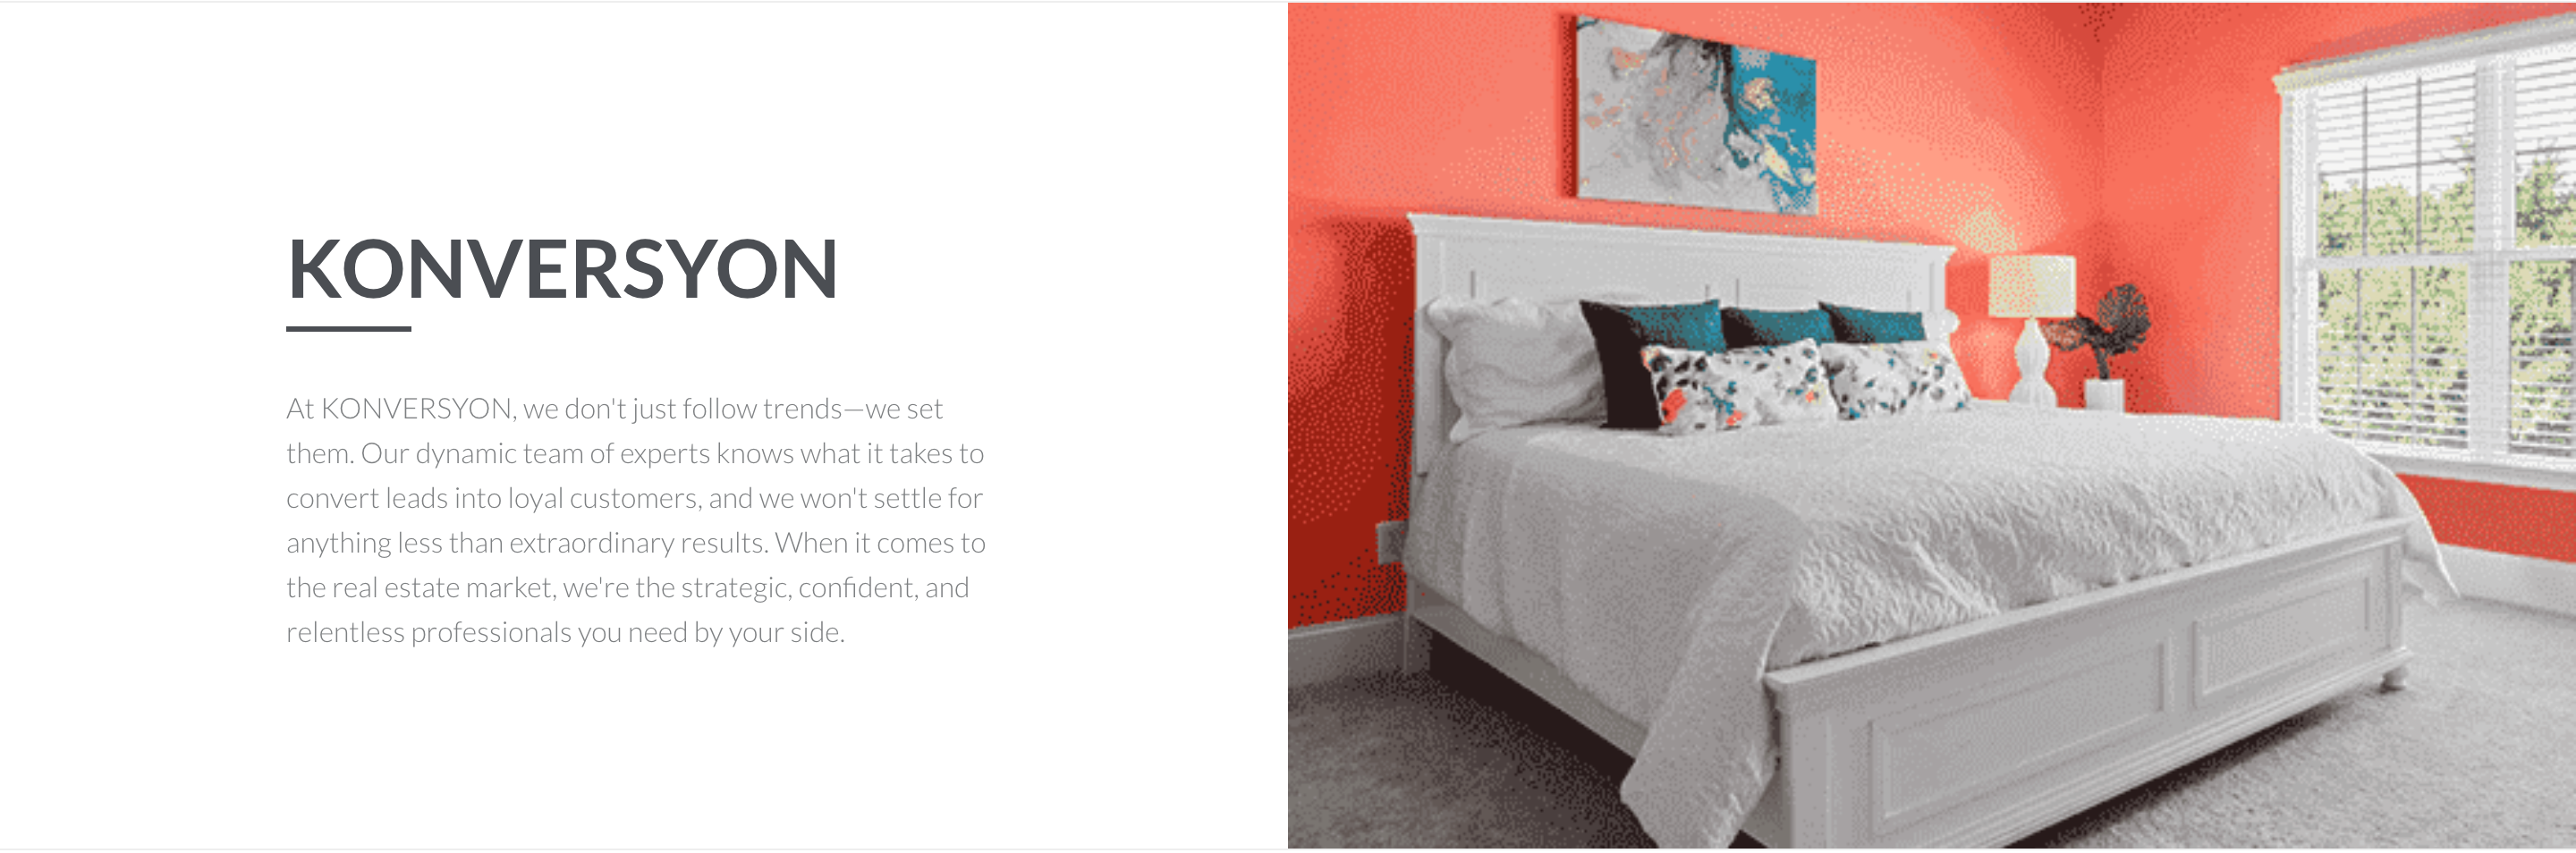 KONVERSYON
At KONVERSYON, we don't just follow trends—we set
them. Our dynamic team of experts knows what it takes to
convert leads into loyal customers, and we won't settle for
anything less than extraordinary results. When it comes to
the real estate market, we're the strategic, confident, and
relentless professionals you need by your side.